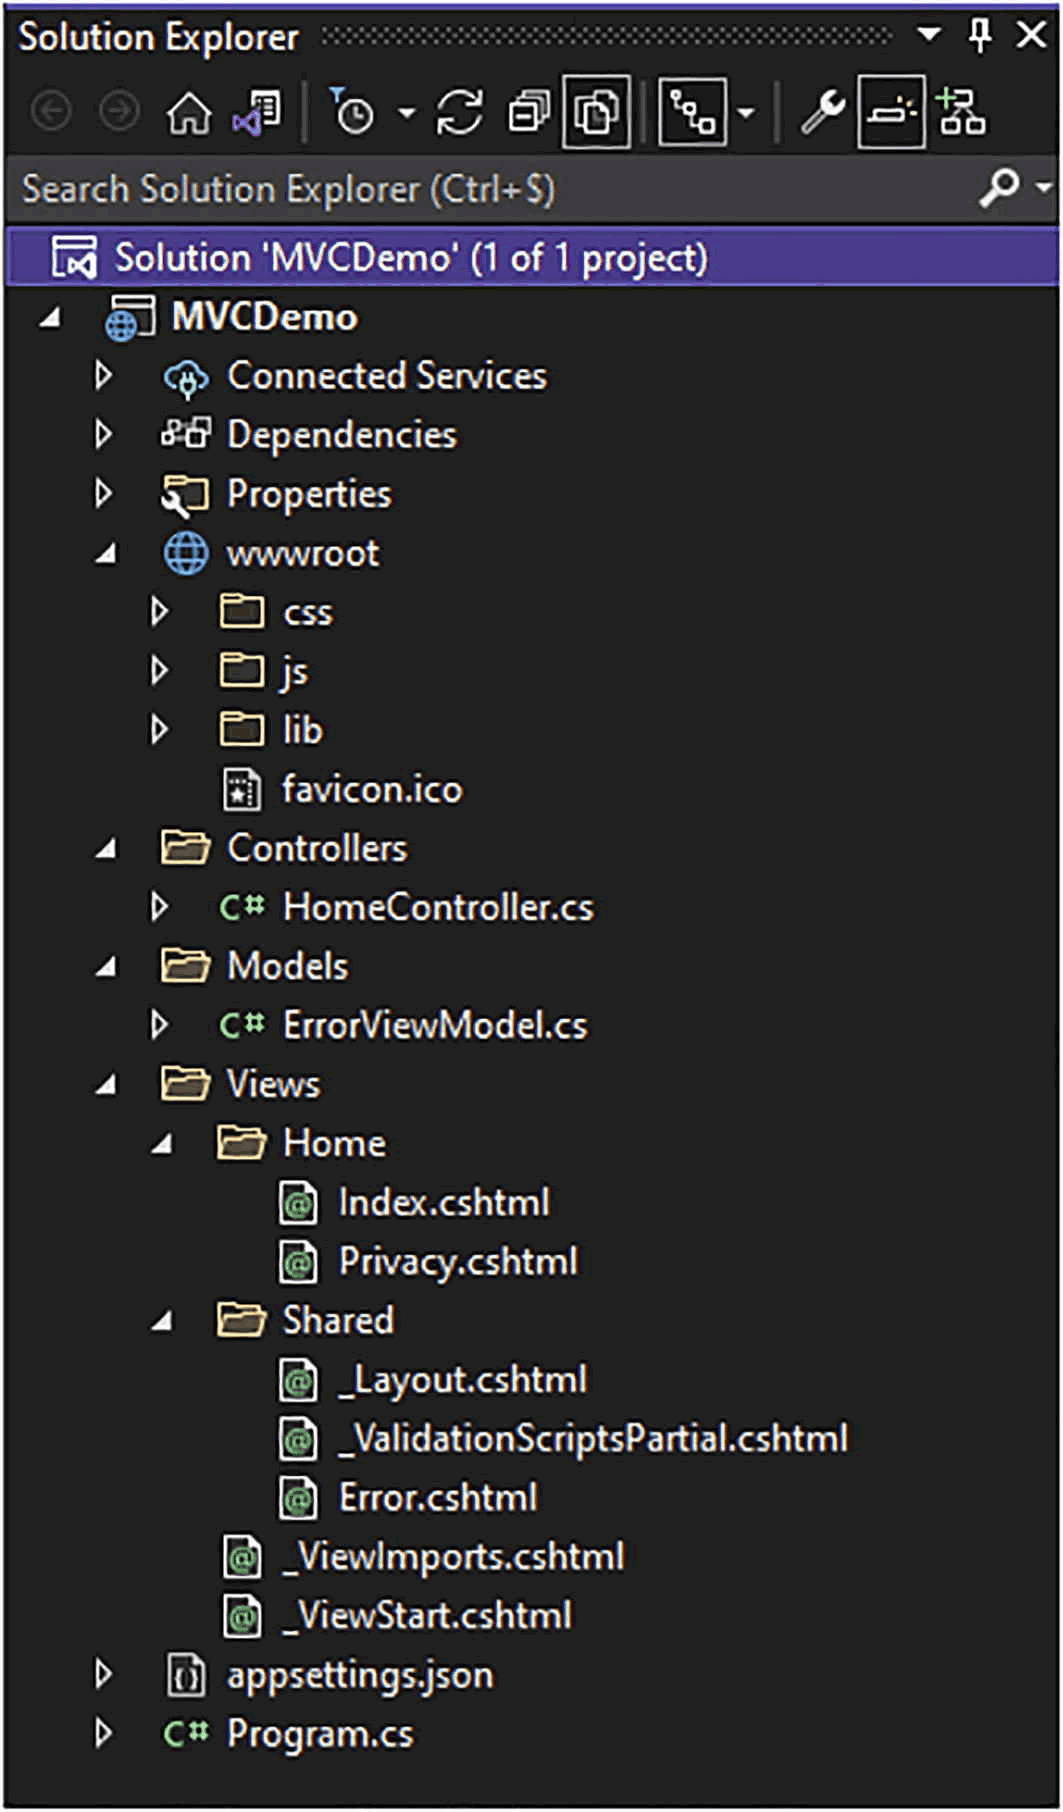 Solution Explorer
Search Solution Explorer (Ctrl+$)
Solution 'MVCDemo' (1 of 1 project)
MVCDemo
Connected Services
Dependencies
Properties
wwwroot
css
js
lib
favicon.ico
Controllers
C# HomeController.cs
Models
C# ErrorViewModel.cs
Views
Home
@ Index.cshtml
@ Privacy.cshtml
Shared
@ _Layout.cshtml
@ _ValidationScriptsPartial.cshtml
@ Error.cshtml
@ _ViewImports.cshtml
@ _ViewStart.cshtml
appsettings.json
C# Program.cs